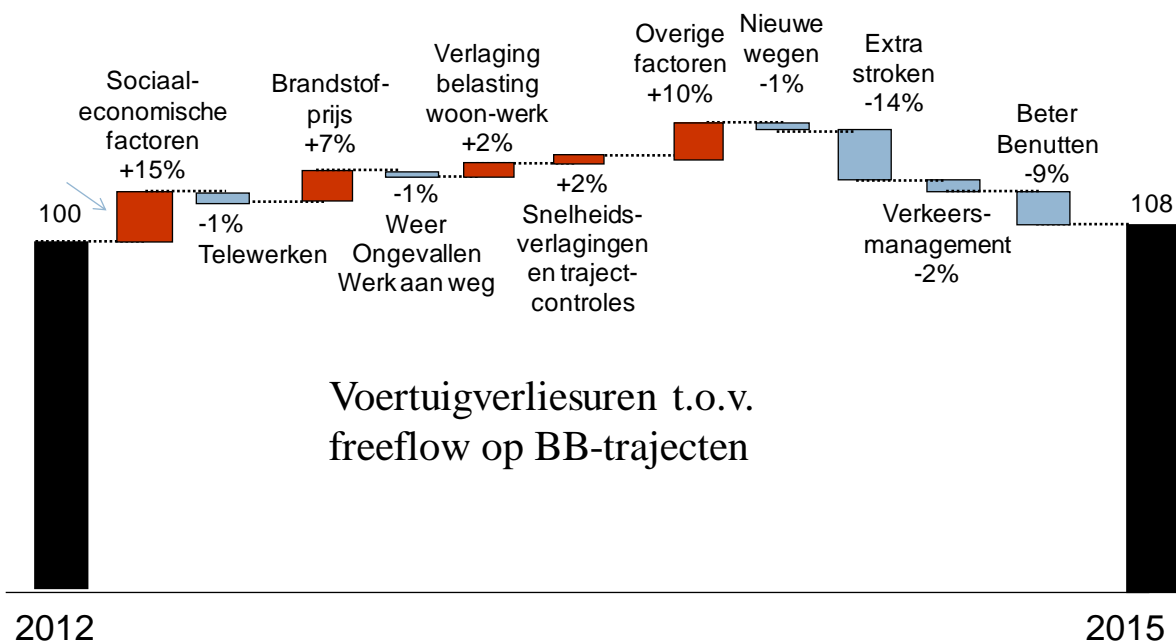 100
Sociaal-
economische
factoren
+15%
-1%
Telewerken
Brandstof-
prijs
+7%
-1%
Weer
Ongevallen
Werk aan weg
Verlaging
belasting
woon-werk
+2%
+2%
Snelheids-
verlagingen
en traject-
controles
Overige
factoren
+10%
Nieuwe
wegen
-1%
Extra
stroken
-14%
Verkeers-
management
-2%
Beter
Benutten
-9%
108
Voertuigverliesuren t.o.v.
freeflow op BB-trajecten
2012
2015